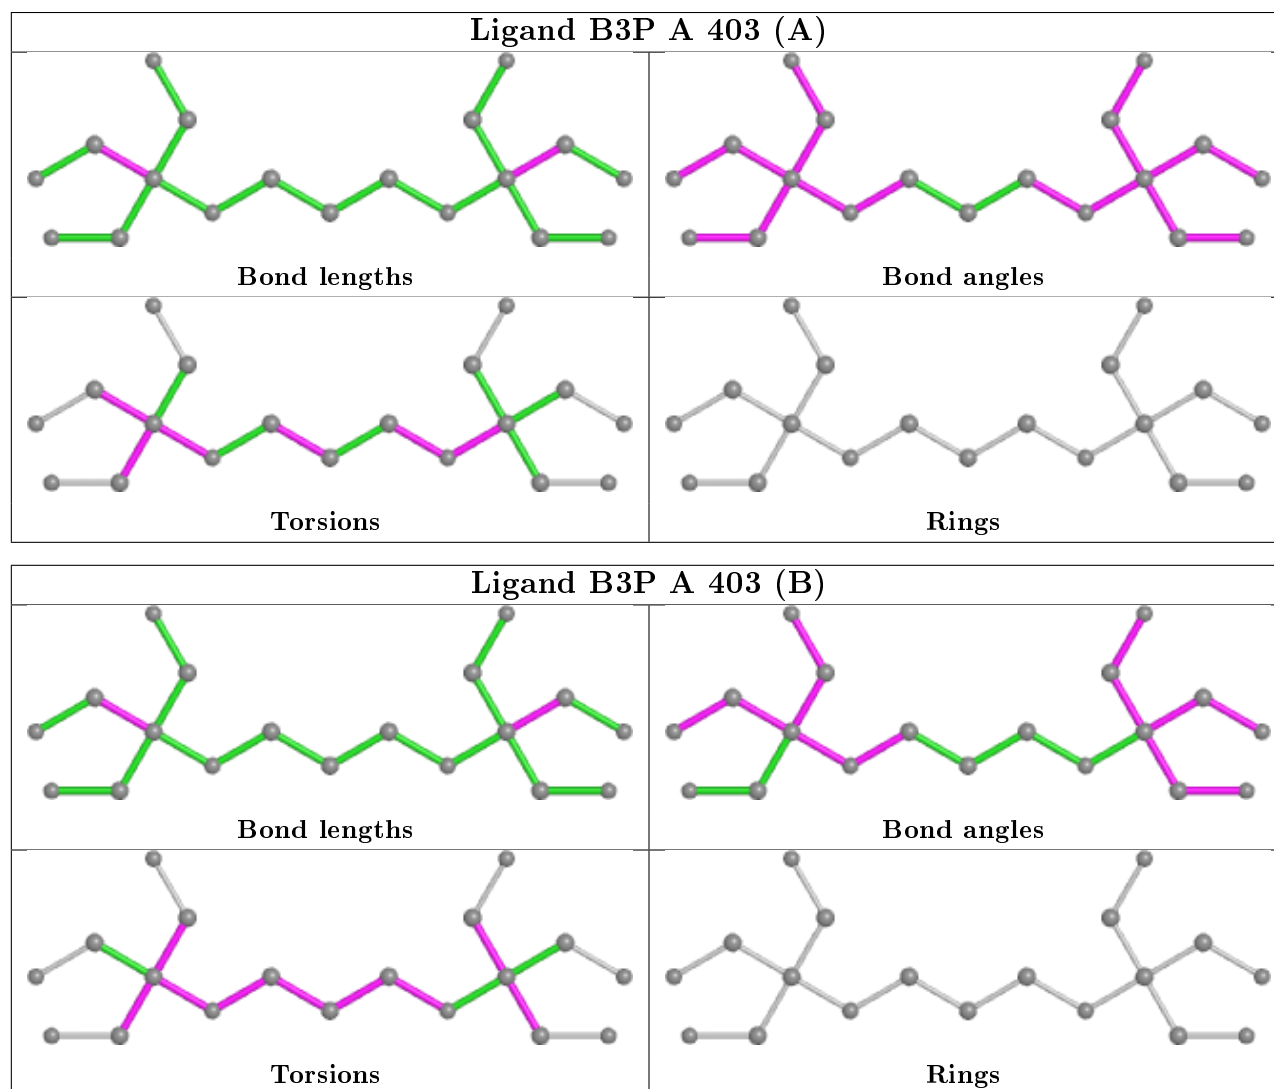 Ligand B3P A 403 (A)
Bond lengths
Bond angles
Torsions
Rings
Ligand B3P A 403 (B)
Bond lengths
Bond angles
Torsions
Rings